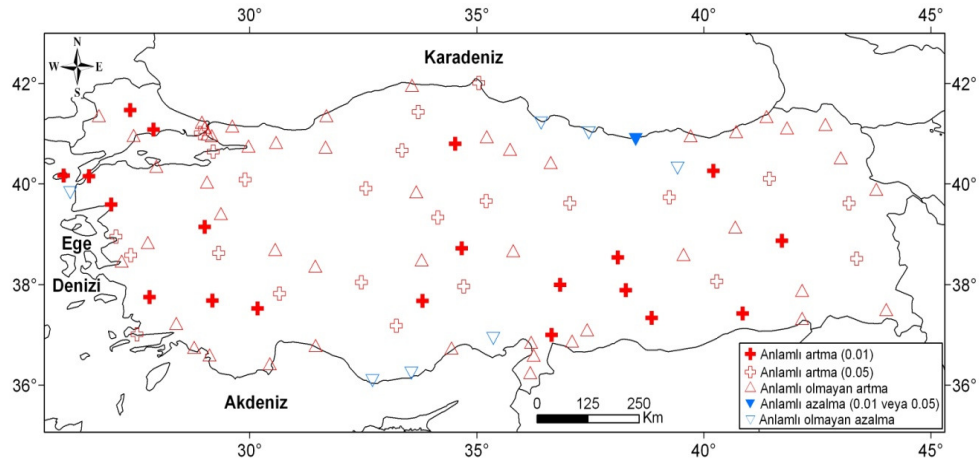 30° 35° 40° 45°
N
W E
S
Karadeniz
42° 42°
40° 40°
Ege
Denizi
38° 38°
Anlamlı artma (0.01)
Anlamlı artma (0.05)
Anlamlı olmayan artma
Anlamlı azalma (0.01 veya 0.05)
Anlamlı olmayan azalma
36° 36°
Akdeniz
0 125 250
Km
30° 35° 40° 45°